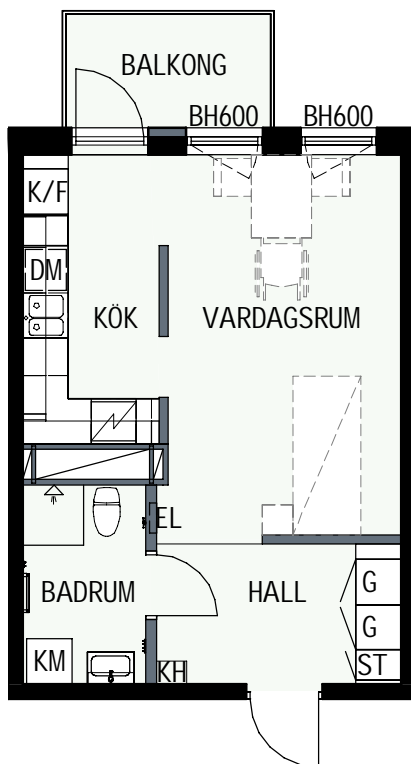 BALKONG
BH600 BH600
K/F
DM
KÖK VARDAGSRUM
EL
BADRUM HALL G
G
KM KH ST